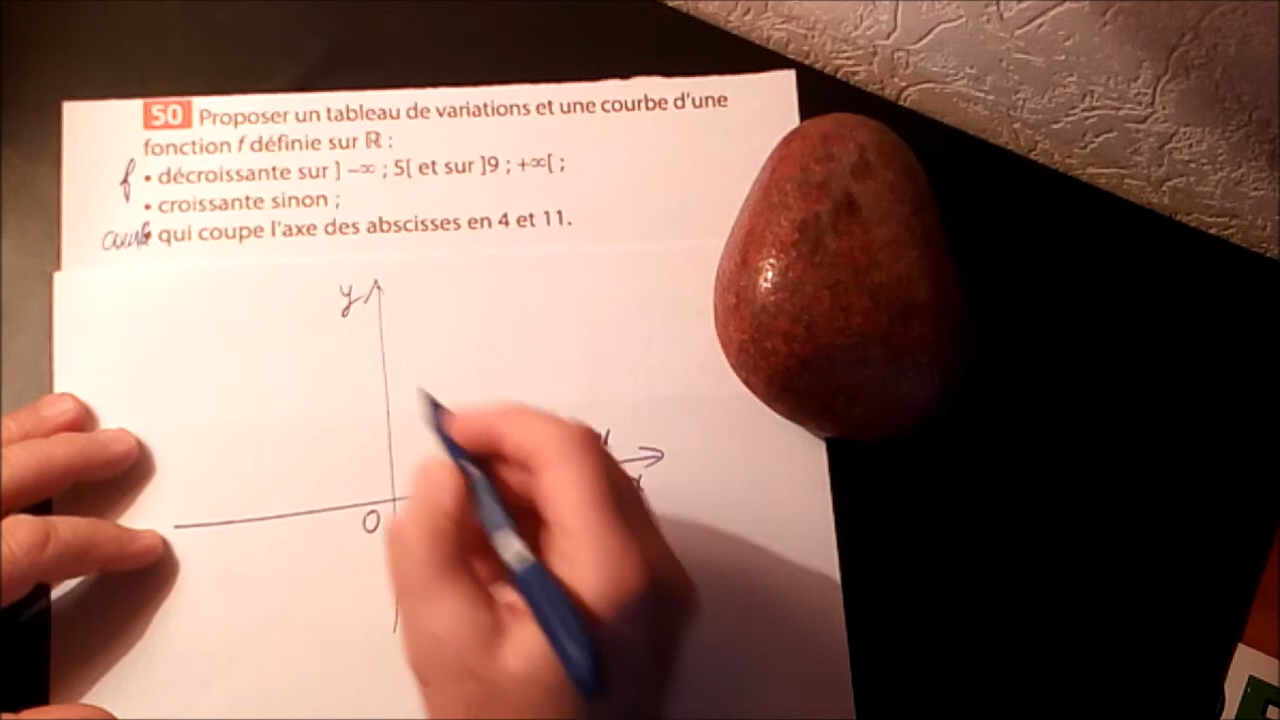 50 Proposer un tableau de variations et une courbe d'une
fonction f définie sur ℝ :
f • décroissante sur ] −∞ ; 5[ et sur ]9 ; +∞[ ;
• croissante sinon ;
courbe qui coupe l'axe des abscisses en 4 et 11.
y
x
O